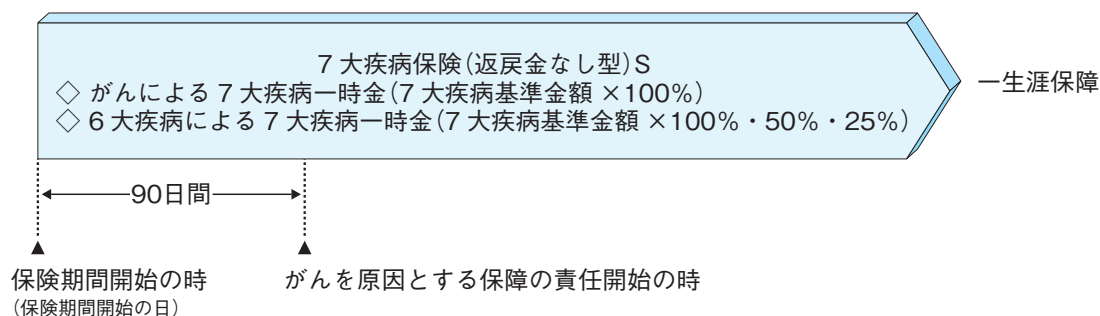 7大疾病保険(返戻金なし型)S
◇ がんによる7大疾病一時金(7大疾病基準金額×100%)
◇ 6大疾病による7大疾病一時金(7大疾病基準金額×100%・50%・25%)
一生涯保障
90日間
保険期間開始の時
(保険期間開始の日)
がんを原因とする保障の責任開始の時